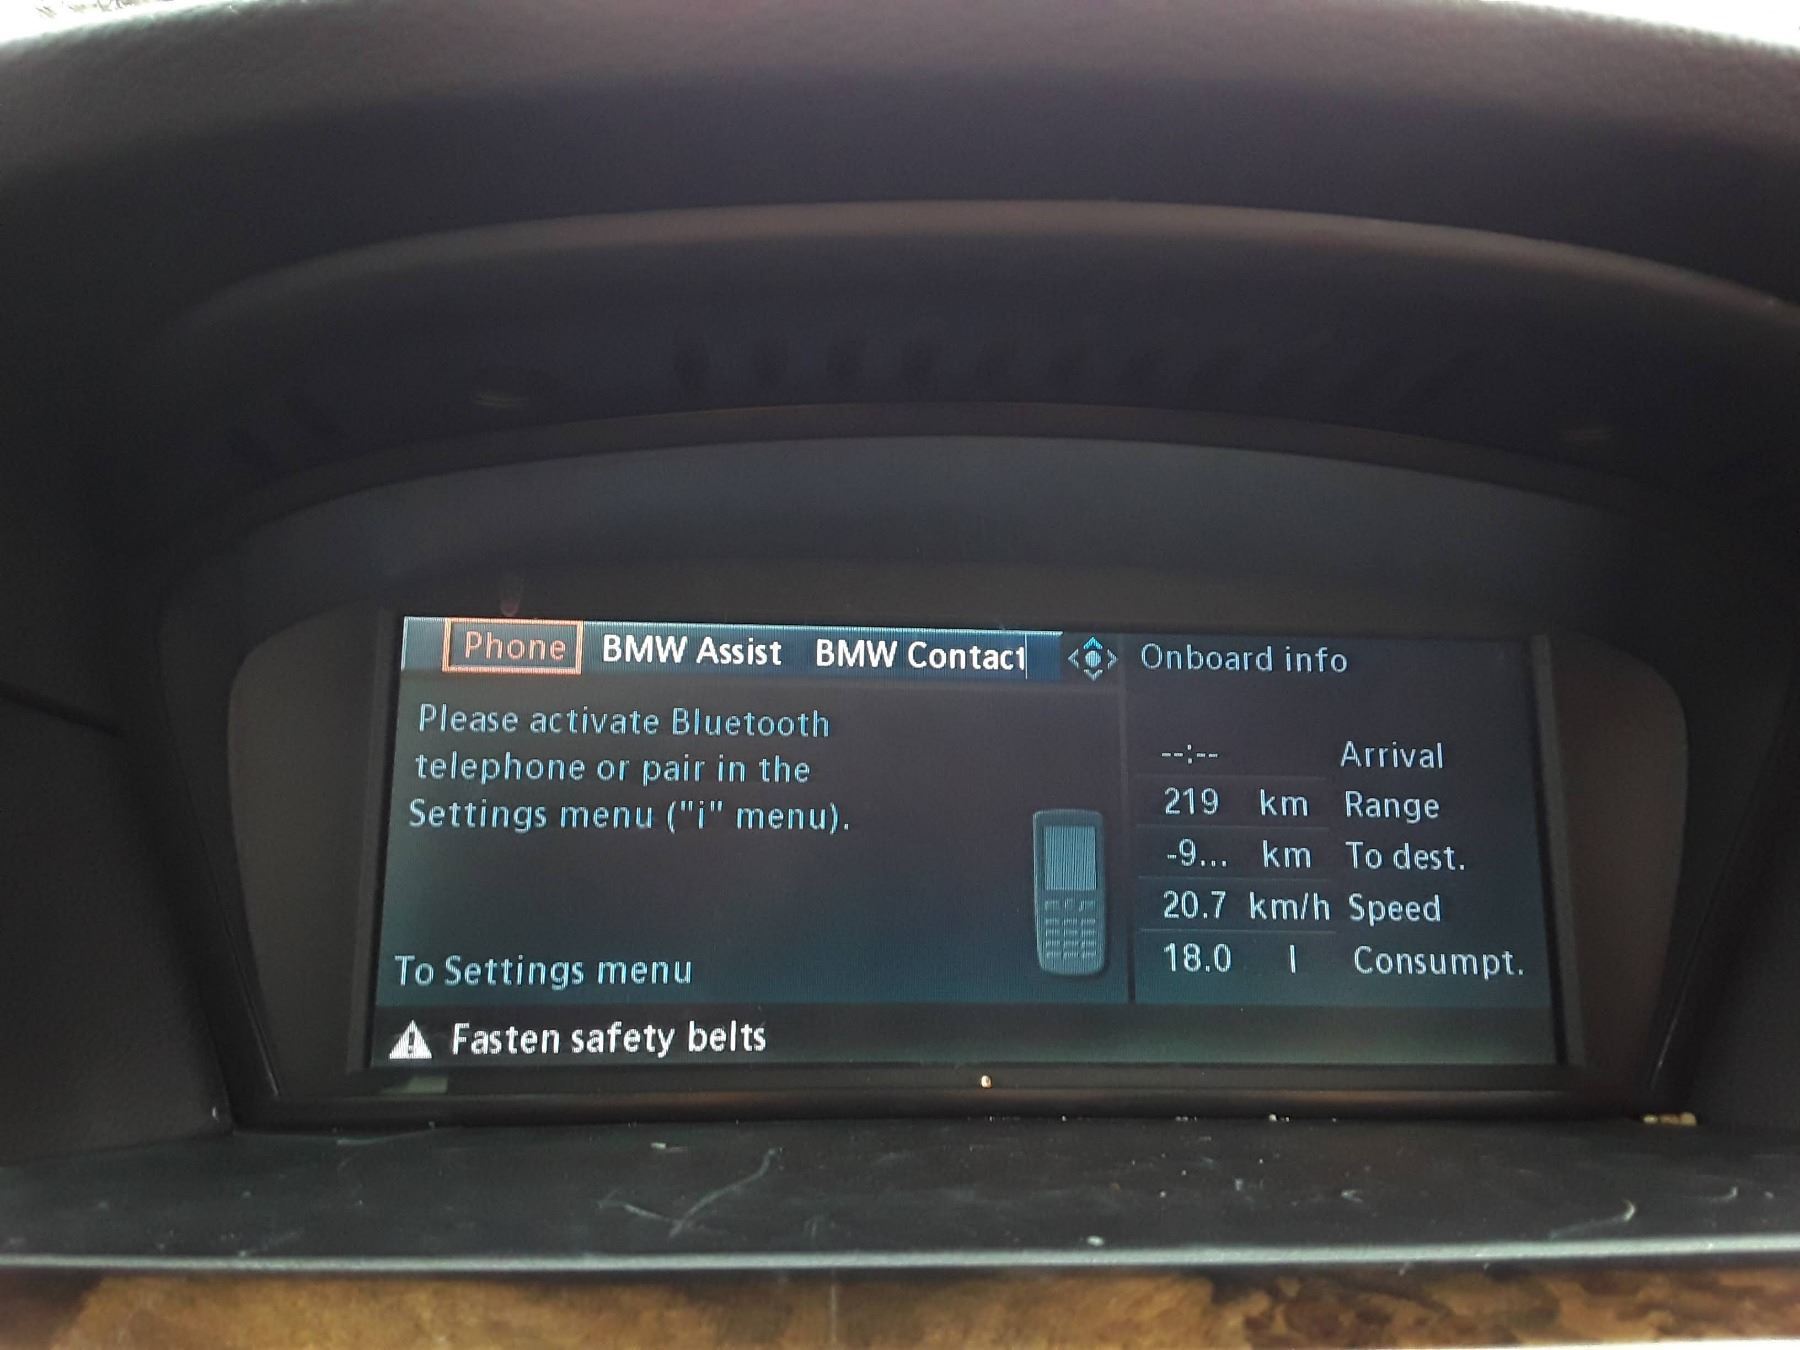 Phone BMW Assist BMW Contact
Please activate Bluetooth
telephone or pair in the
Settings menu ("i" menu).
To Settings menu
Fasten safety belts
Onboard info
--:-- Arrival
219 km Range
-9... km To dest.
20.7 km/h Speed
18.0 l Consumpt.